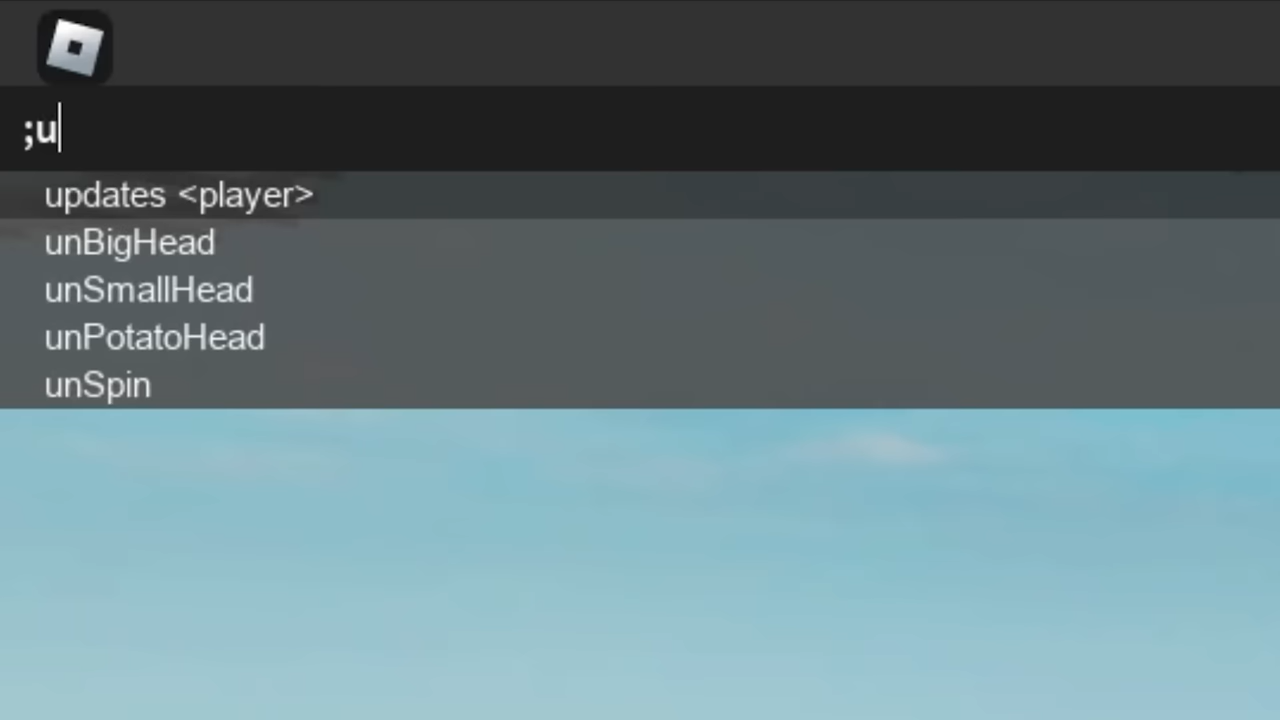 ;u
updates <player>
unBigHead
unSmallHead
unPotatoHead
unSpin